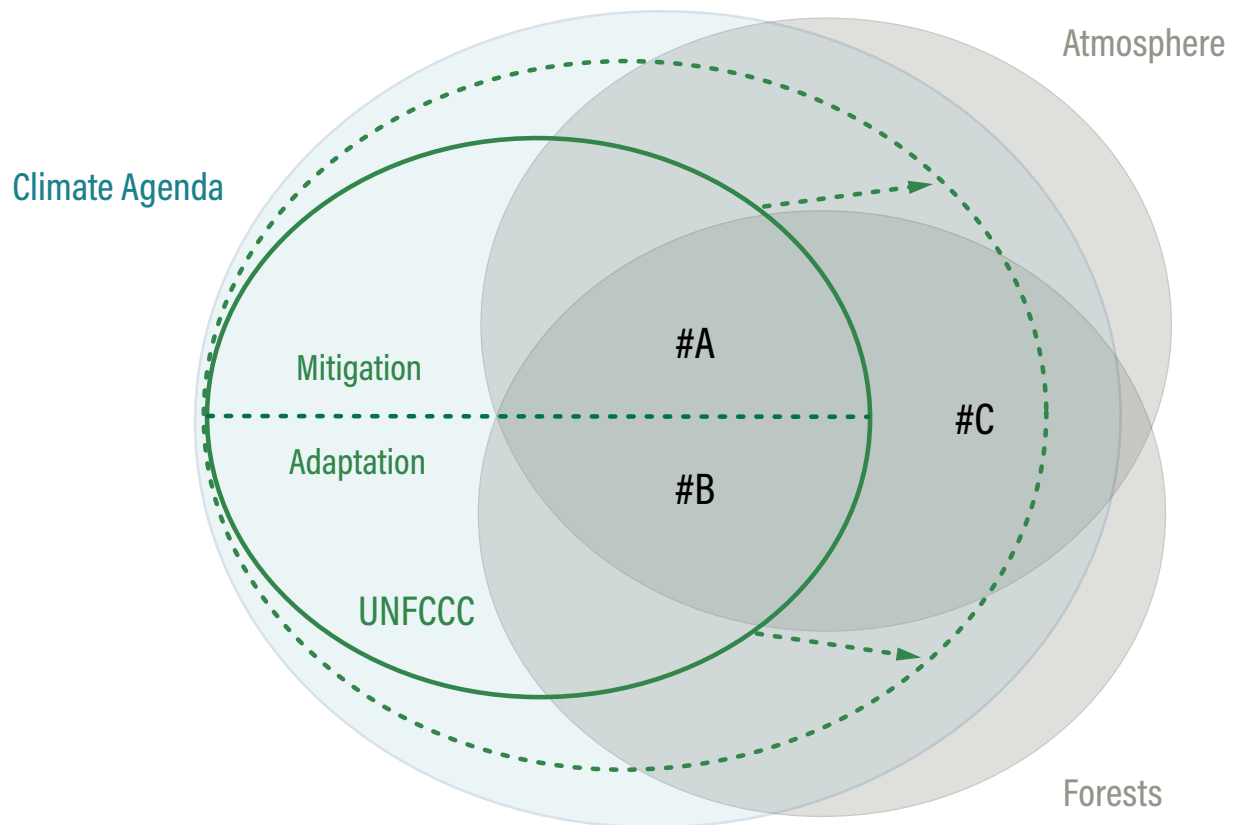 Atmosphere
Climate Agenda
#A
Mitigation
#C
Adaptation
#B
UNFCCC
Forests